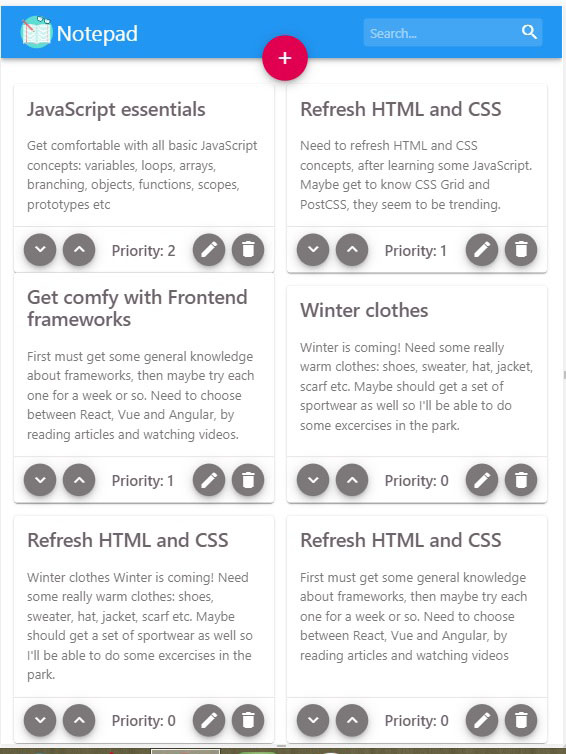 Notepad
Search...
+
JavaScript essentials
Get comfortable with all basic JavaScript
concepts: variables, loops, arrays,
branching, objects, functions, scopes,
prototypes etc
Priority: 2
Refresh HTML and CSS
Need to refresh HTML and CSS
concepts, after learning some JavaScript.
Maybe get to know CSS Grid and
PostCSS, they seem to be trending.
Priority: 1
Get comfy with Frontend
frameworks
First must get some general knowledge
about frameworks, then maybe try each
one for a week or so. Need to choose
between React, Vue and Angular, by
reading articles and watching videos.
Priority: 1
Winter clothes
Winter is coming! Need some really
warm clothes: shoes, sweater, hat, jacket,
scarf etc. Maybe should get a set of
sportwear as well so I'll be able to do
some excercises in the park.
Priority: 0
Refresh HTML and CSS
Winter clothes Winter is coming! Need
some really warm clothes: shoes,
sweater, hat, jacket, scarf etc. Maybe
should get a set of sportwear as well so
I'll be able to do some excercises in the
park.
Priority: 0
Refresh HTML and CSS
First must get some general knowledge
about frameworks, then maybe try each
one for a week or so. Need to choose
between React, Vue and Angular, by
reading articles and watching videos
Priority: 0